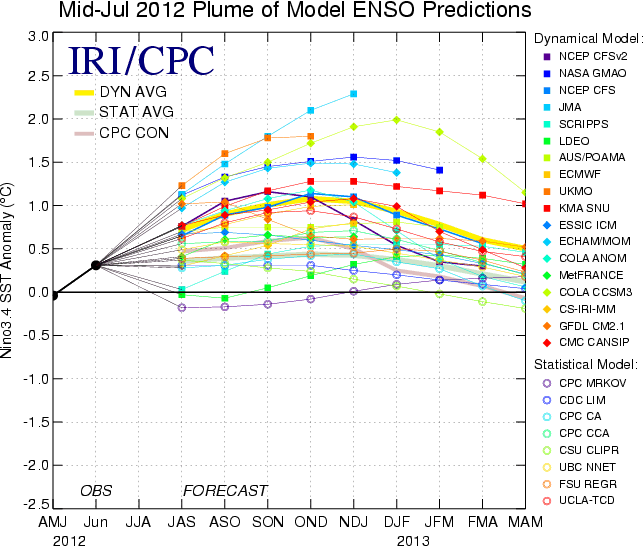 Mid-Jul 2012 Plume of Model ENSO Predictions
IRI/CPC
DYN AVG
STAT AVG
CPC CON
Nino3.4 SST Anomaly (°C)
3.0
2.5
2.0
1.5
1.0
0.5
0.0
-0.5
-1.0
-1.5
-2.0
-2.5
OBS FORECAST
AMJ Jun JJA JAS ASO SON OND NDJ DJF JFM FMA MAM
2012 2013
Dynamical Model:
NCEP CFSv2
NASA GMAO
NCEP CFS
JMA
SCRIPPS
LDEO
AUS/POAMA
ECMWF
UKMO
KMA SNU
ESSIC ICM
ECHAM/MOM
COLA ANOM
MetFRANCE
COLA CCSM3
CS-IRI-MM
GFDL CM2.1
CMC CANSIP
Statistical Model:
CPC MRKOV
CDC LIM
CPC CA
CPC CCA
CSU CLIPR
UBC NNET
FSU REGR
UCLA-TCD